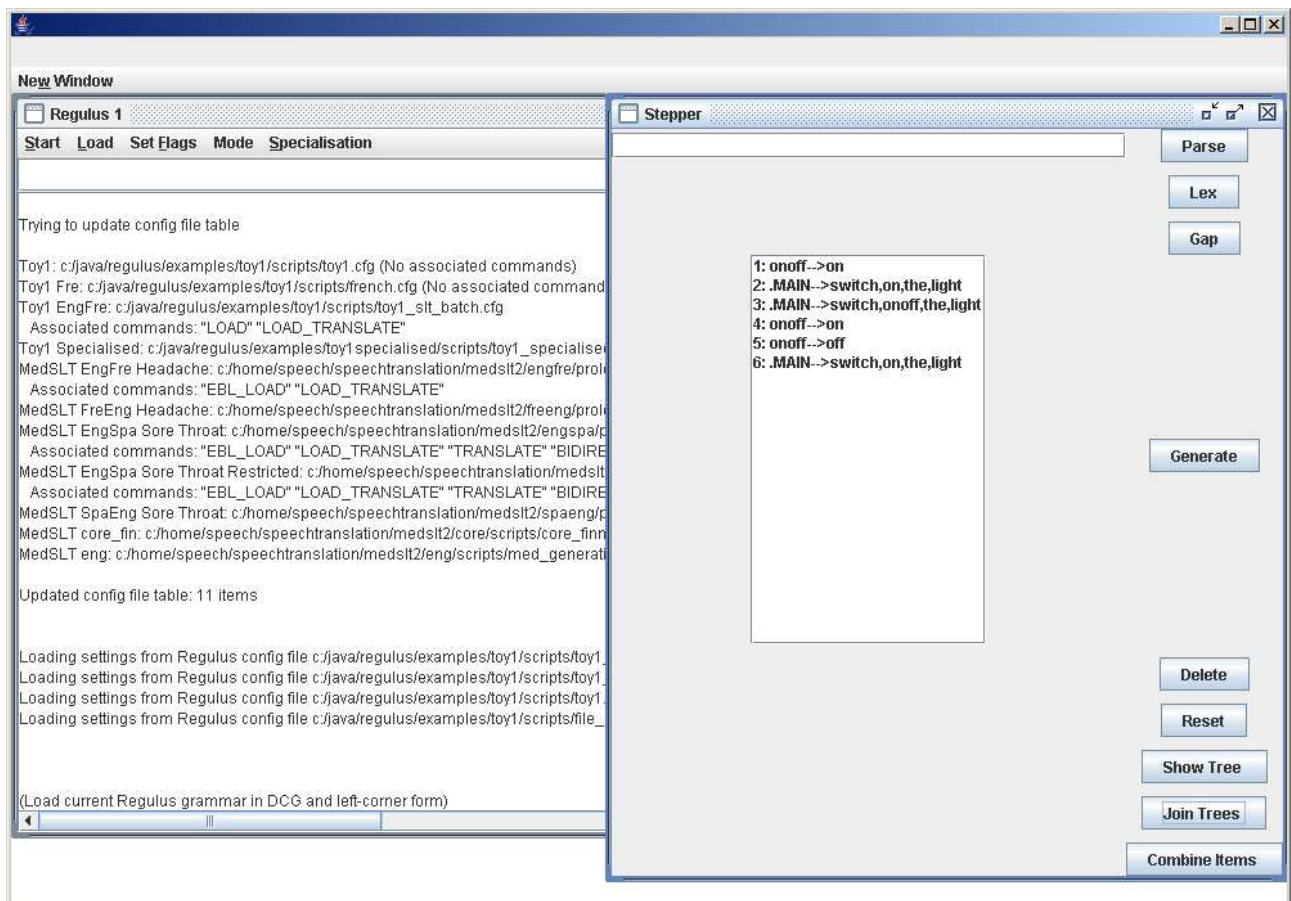 New Window
Regulus 1
Start Load Set Flags Mode Specialisation
Trying to update config file table
Toy1: c:/java/regulus/examples/toy1/scripts/toy1.cfg (No associated commands)
Toy1 Fre: c:/java/regulus/examples/toy1/scripts/french.cfg (No associated command
Toy1 EngFre: c:/java/regulus/examples/toy1/scripts/toy1_slt_batch.cfg
Associated commands: "LOAD" "LOAD_TRANSLATE"
Toy1 Specialised: c:/java/regulus/examples/toy1specialised/scripts/toy1_specialise
MedSLT EngFre Headache: c:/home/speech/speechtranslation/medslt2/engfre/prol
Associated commands: "EBL_LOAD" "LOAD_TRANSLATE"
MedSLT FreEng Headache: c:/home/speech/speechtranslation/medslt2/freeng/prol
MedSLT EngSpa Sore Throat: c:/home/speech/speechtranslation/medslt2/engspa/p
Associated commands: "EBL_LOAD" "LOAD_TRANSLATE" "TRANSLATE" "BIDIRE
MedSLT EngSpa Sore Throat Restricted: c:/home/speech/speechtranslation/medslt
Associated commands: "EBL_LOAD" "LOAD_TRANSLATE" "TRANSLATE" "BIDIRE
MedSLT SpaEng Sore Throat: c:/home/speech/speechtranslation/medslt2/spaeng/p
MedSLT core_fin: c:/home/speech/speechtranslation/medslt2/core/scripts/core_finn
MedSLT eng: c:/home/speech/speechtranslation/medslt2/eng/scripts/med_generati
Updated config file table: 11 items
Loading settings from Regulus config file c:/java/regulus/examples/toy1/scripts/toy1_
Loading settings from Regulus config file c:/java/regulus/examples/toy1/scripts/toy1_
Loading settings from Regulus config file c:/java/regulus/examples/toy1/scripts/toy1.
Loading settings from Regulus config file c:/java/regulus/examples/toy1/scripts/file_
(Load current Regulus grammar in DCG and left-corner form)
Stepper
Parse
Lex
Gap
1: onoff-->on
2: .MAIN-->switch,on,the,light
3: .MAIN-->switch,onoff,the,light
4: onoff-->on
5: onoff-->off
6: .MAIN-->switch,on,the,light
Generate
Delete
Reset
Show Tree
Join Trees
Combine Items